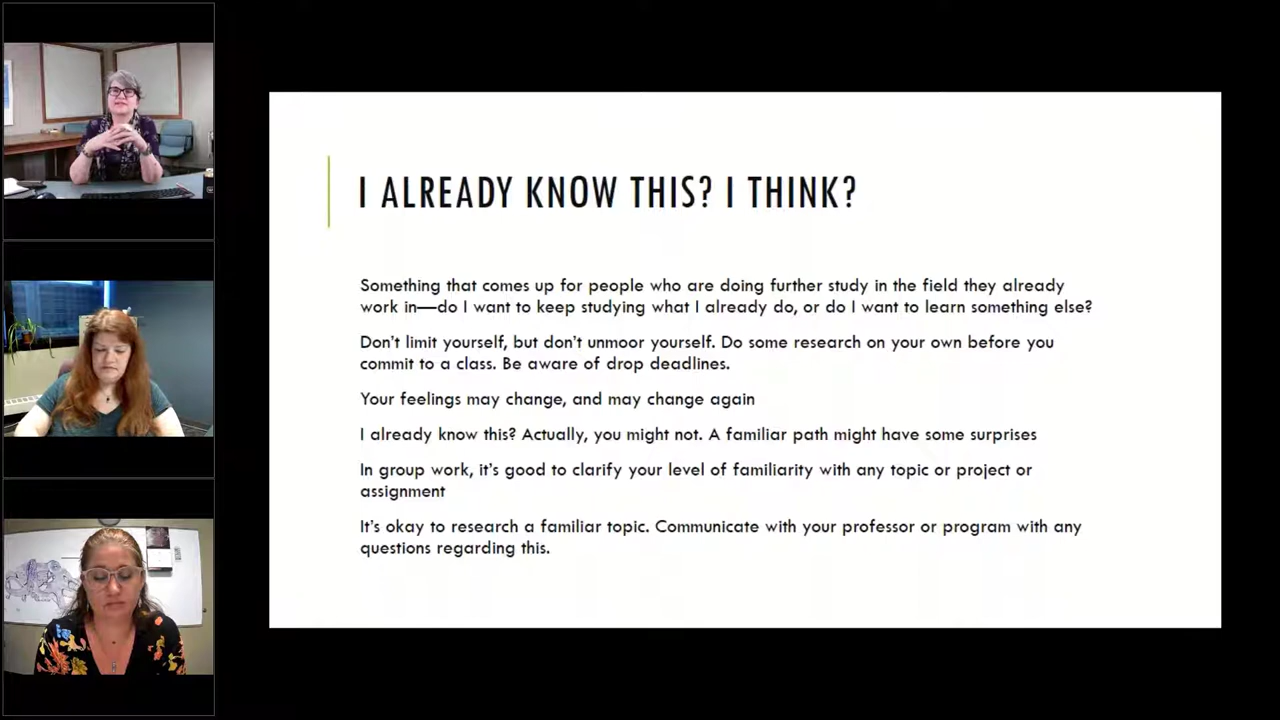 I ALREADY KNOW THIS? I THINK?
Something that comes up for people who are doing further study in the field they already
work in—do I want to keep studying what I already do, or do I want to learn something else?
Don't limit yourself, but don't unmoor yourself. Do some research on your own before you
commit to a class. Be aware of drop deadlines.
Your feelings may change, and may change again
I already know this? Actually, you might not. A familiar path might have some surprises
In group work, it's good to clarify your level of familiarity with any topic or project or
assignment
It's okay to research a familiar topic. Communicate with your professor or program with any
questions regarding this.